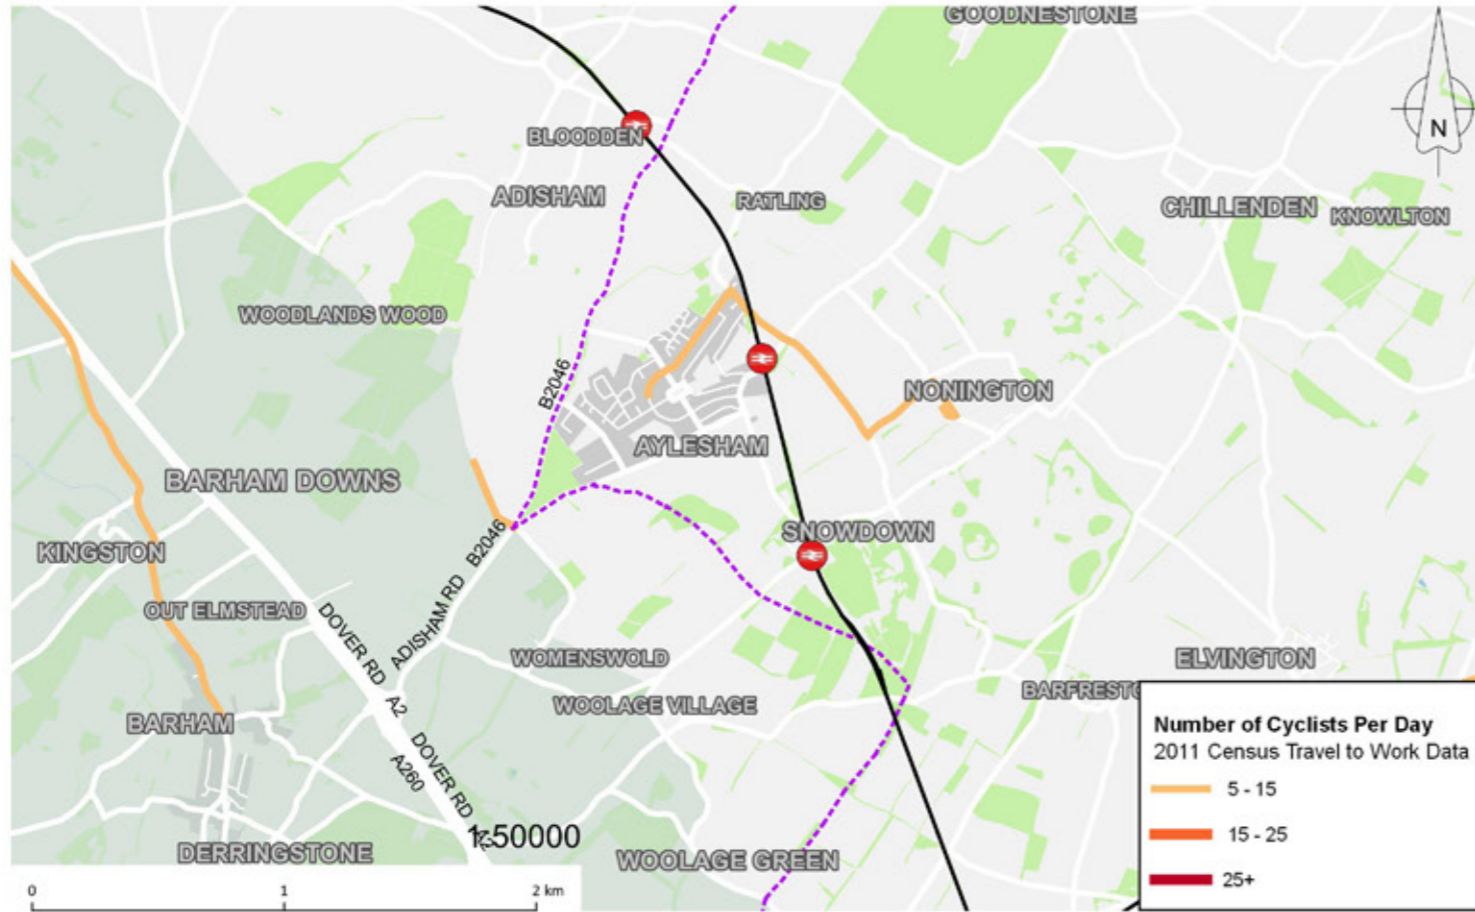 GOODNESTONE
N
BLOODDEN
ADISHAM
RATLING
CHILLENDEN
KNOWLTON
WOODLANDS WOOD
B2046
NONINGTON
AYLESHAM
BARHAM DOWNS
SNOWDOWN
KINGSTON
B2046
OUT ELMSTEAD
ADISHAM RD
DOVER RD
A2
WOMENSWOLD
ELVINGTON
WOOLAGE VILLAGE
BARFRESTO
BARHAM
DOVER RD
A2
A260
1:50000
DERRINGSTONE
WOOLAGE GREEN
Number of Cyclists Per Day
2011 Census Travel to Work Data
5 - 15
15 - 25
25+
0 1 2 km